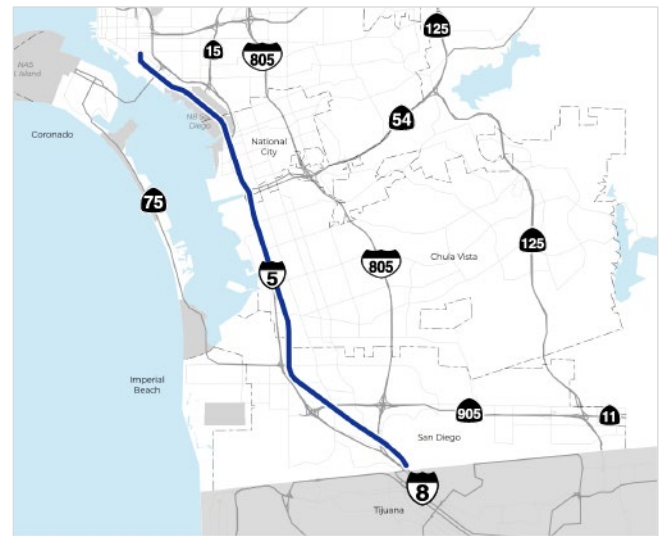 125
15
805
NAS
Island
54
Coronado
National
City
75
125
Chula Vista
805
5
Imperial
Beach
905
11
San Diego
8
Tijuana